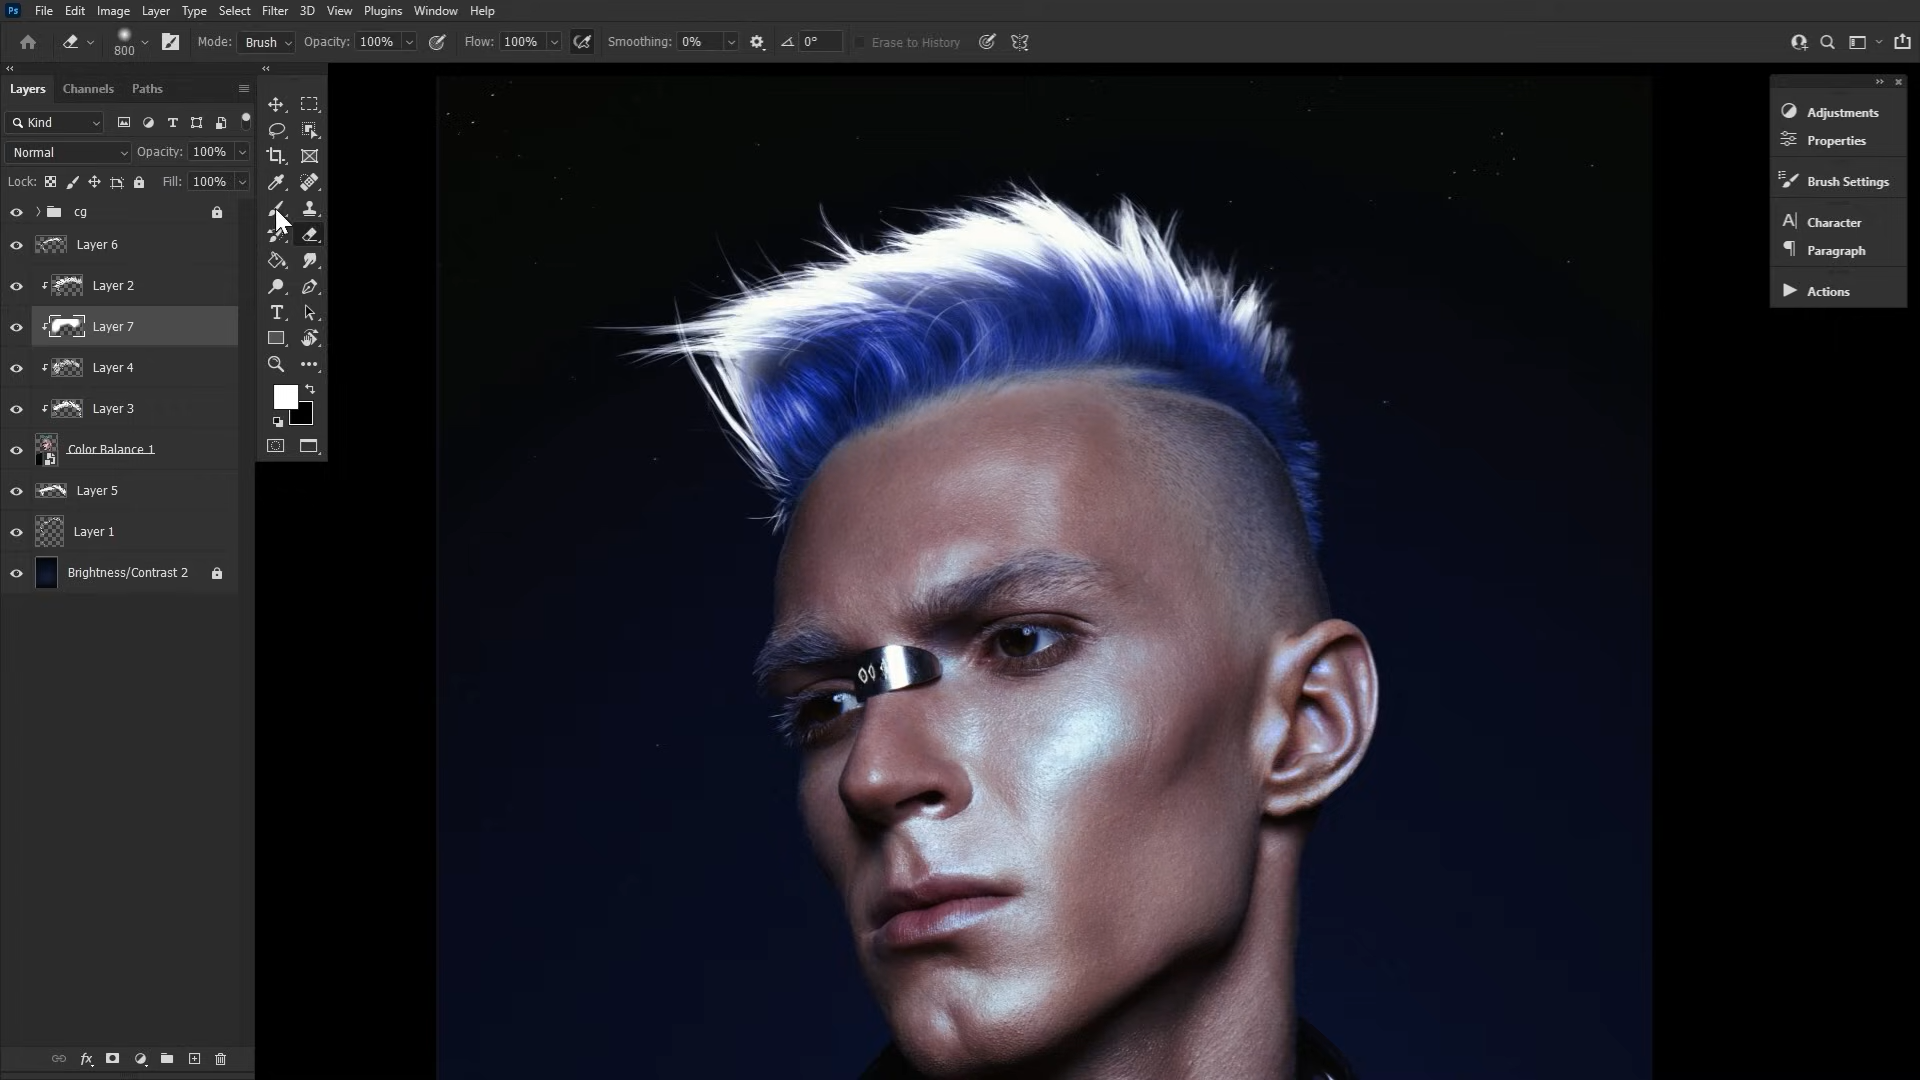 Ps File Edit Image Layer Type Select Filter 3D View Plugins Window Help
800 Mode: Brush Opacity: 100% Flow: 100% Smoothing: 0% 0° Erase to History
Layers Channels Paths
Kind
Normal Opacity: 100%
Lock: Fill: 100%
cg
Layer 6
Layer 2
Layer 7
Layer 4
Layer 3
Color Balance 1
Layer 5
Layer 1
Brightness/Contrast 2
Adjustments
Properties
Brush Settings
Character
Paragraph
Actions